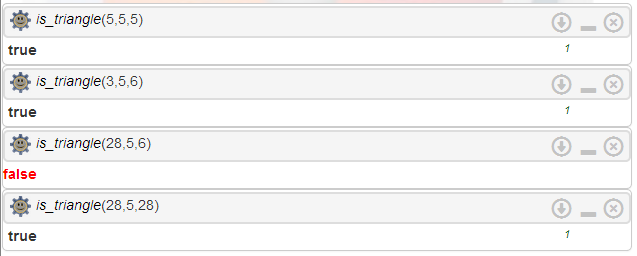 is_triangle(5,5,5)
true 1
is_triangle(3,5,6)
true 1
is_triangle(28,5,6)
false
is_triangle(28,5,28)
true 1